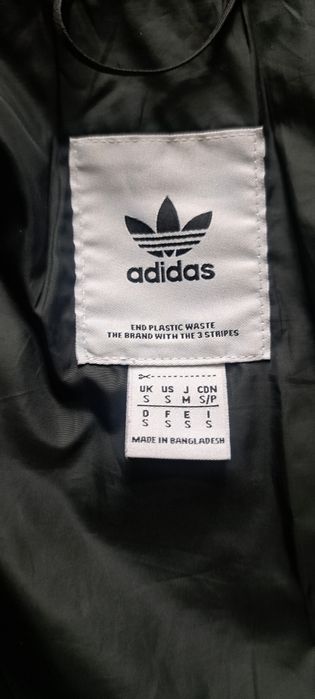 adidas
END PLASTIC WASTE
THE BRAND WITH THE 3 STRIPES
UK US J CDN
S S M S/P
D F E I
S S S S
MADE IN BANGLADESH